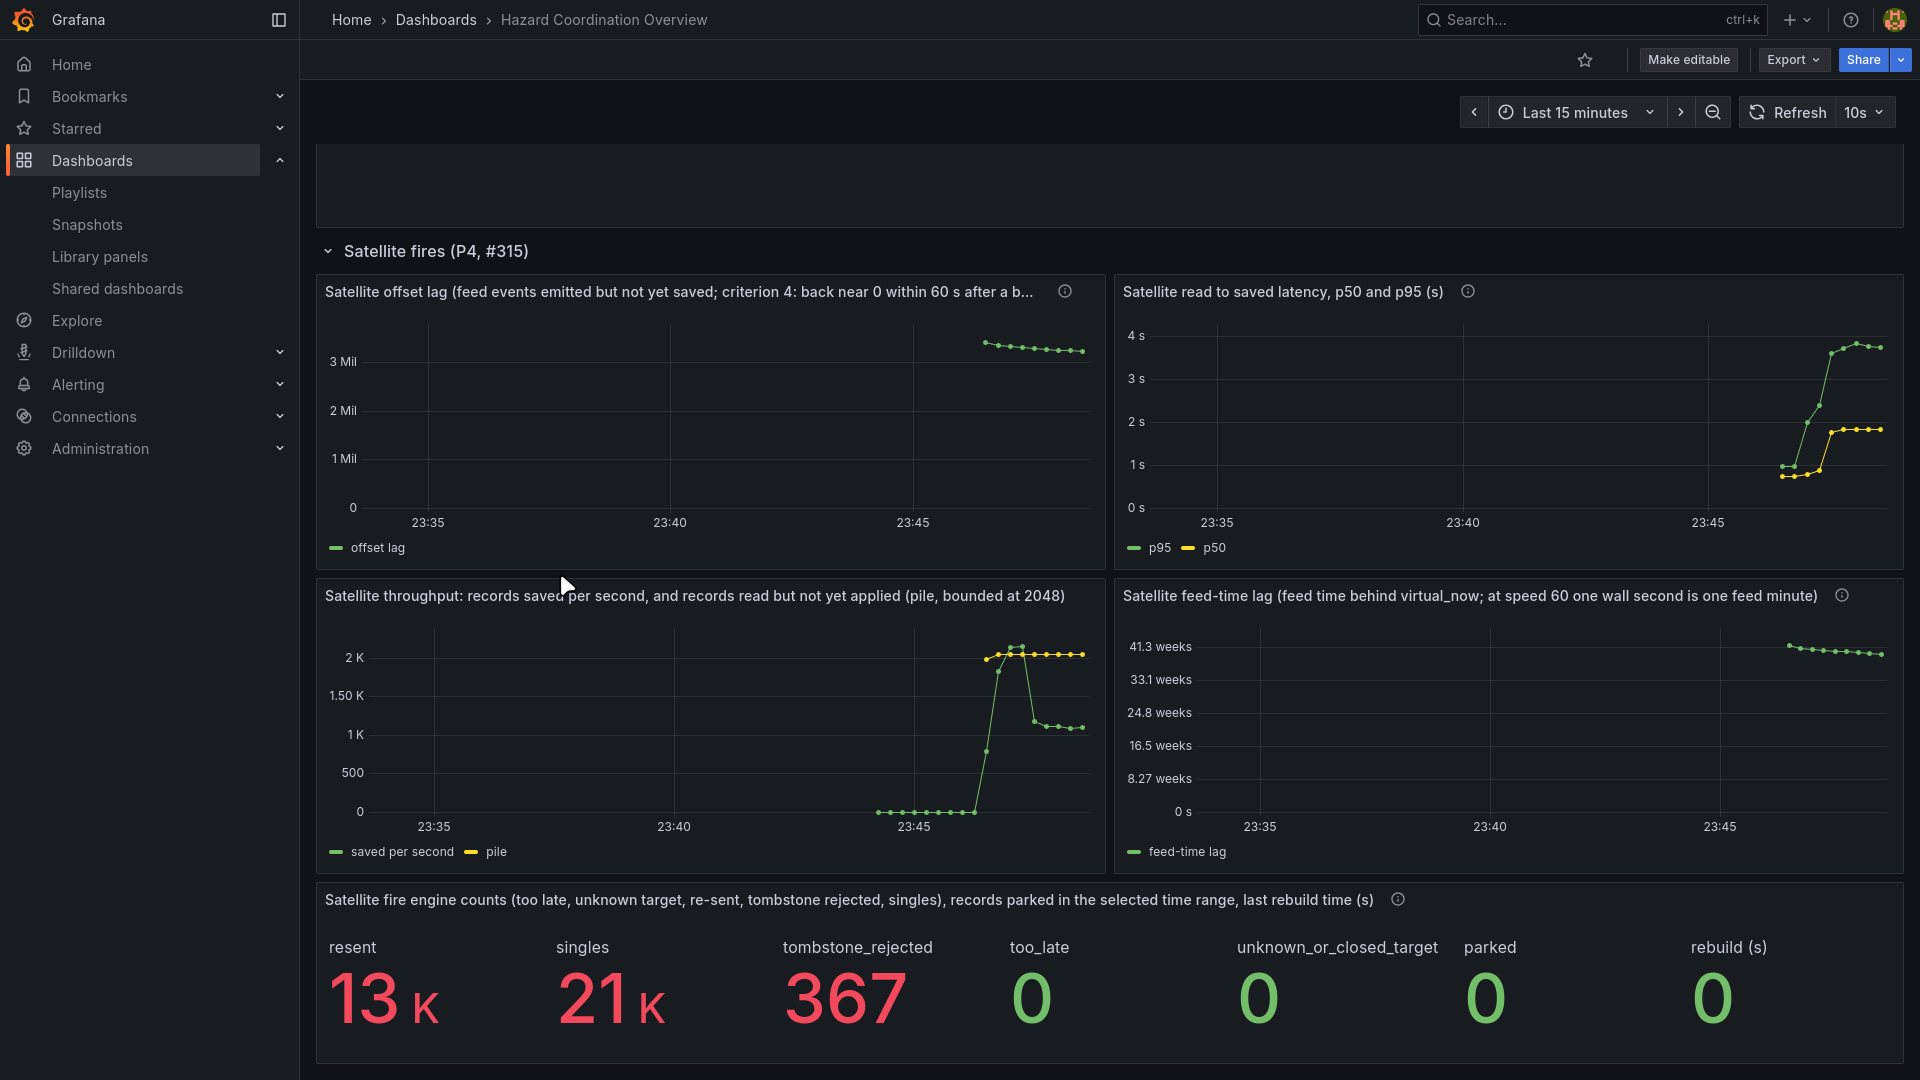 Grafana
Home › Dashboards › Hazard Coordination Overview
Search... ctrl+k
Make editable Export Share
Last 15 minutes Refresh 10s
Home
Bookmarks
Starred
Dashboards
Playlists
Snapshots
Library panels
Shared dashboards
Explore
Drilldown
Alerting
Connections
Administration
Satellite fires (P4, #315)
Satellite offset lag (feed events emitted but not yet saved; criterion 4: back near 0 within 60 s after a b...
3 Mil
2 Mil
1 Mil
0
23:35 23:40 23:45
offset lag
Satellite read to saved latency, p50 and p95 (s)
4 s
3 s
2 s
1 s
0 s
23:35 23:40 23:45
p95 p50
Satellite throughput: records saved per second, and records read but not yet applied (pile, bounded at 2048)
2 K
1.50 K
1 K
500
0
23:35 23:40 23:45
saved per second pile
Satellite feed-time lag (feed time behind virtual_now; at speed 60 one wall second is one feed minute)
41.3 weeks
33.1 weeks
24.8 weeks
16.5 weeks
8.27 weeks
0 s
23:35 23:40 23:45
feed-time lag
Satellite fire engine counts (too late, unknown target, re-sent, tombstone rejected, singles), records parked in the selected time range, last rebuild time (s)
resent singles tombstone_rejected too_late unknown_or_closed_target parked rebuild (s)
13 K 21 K 367 0 0 0 0